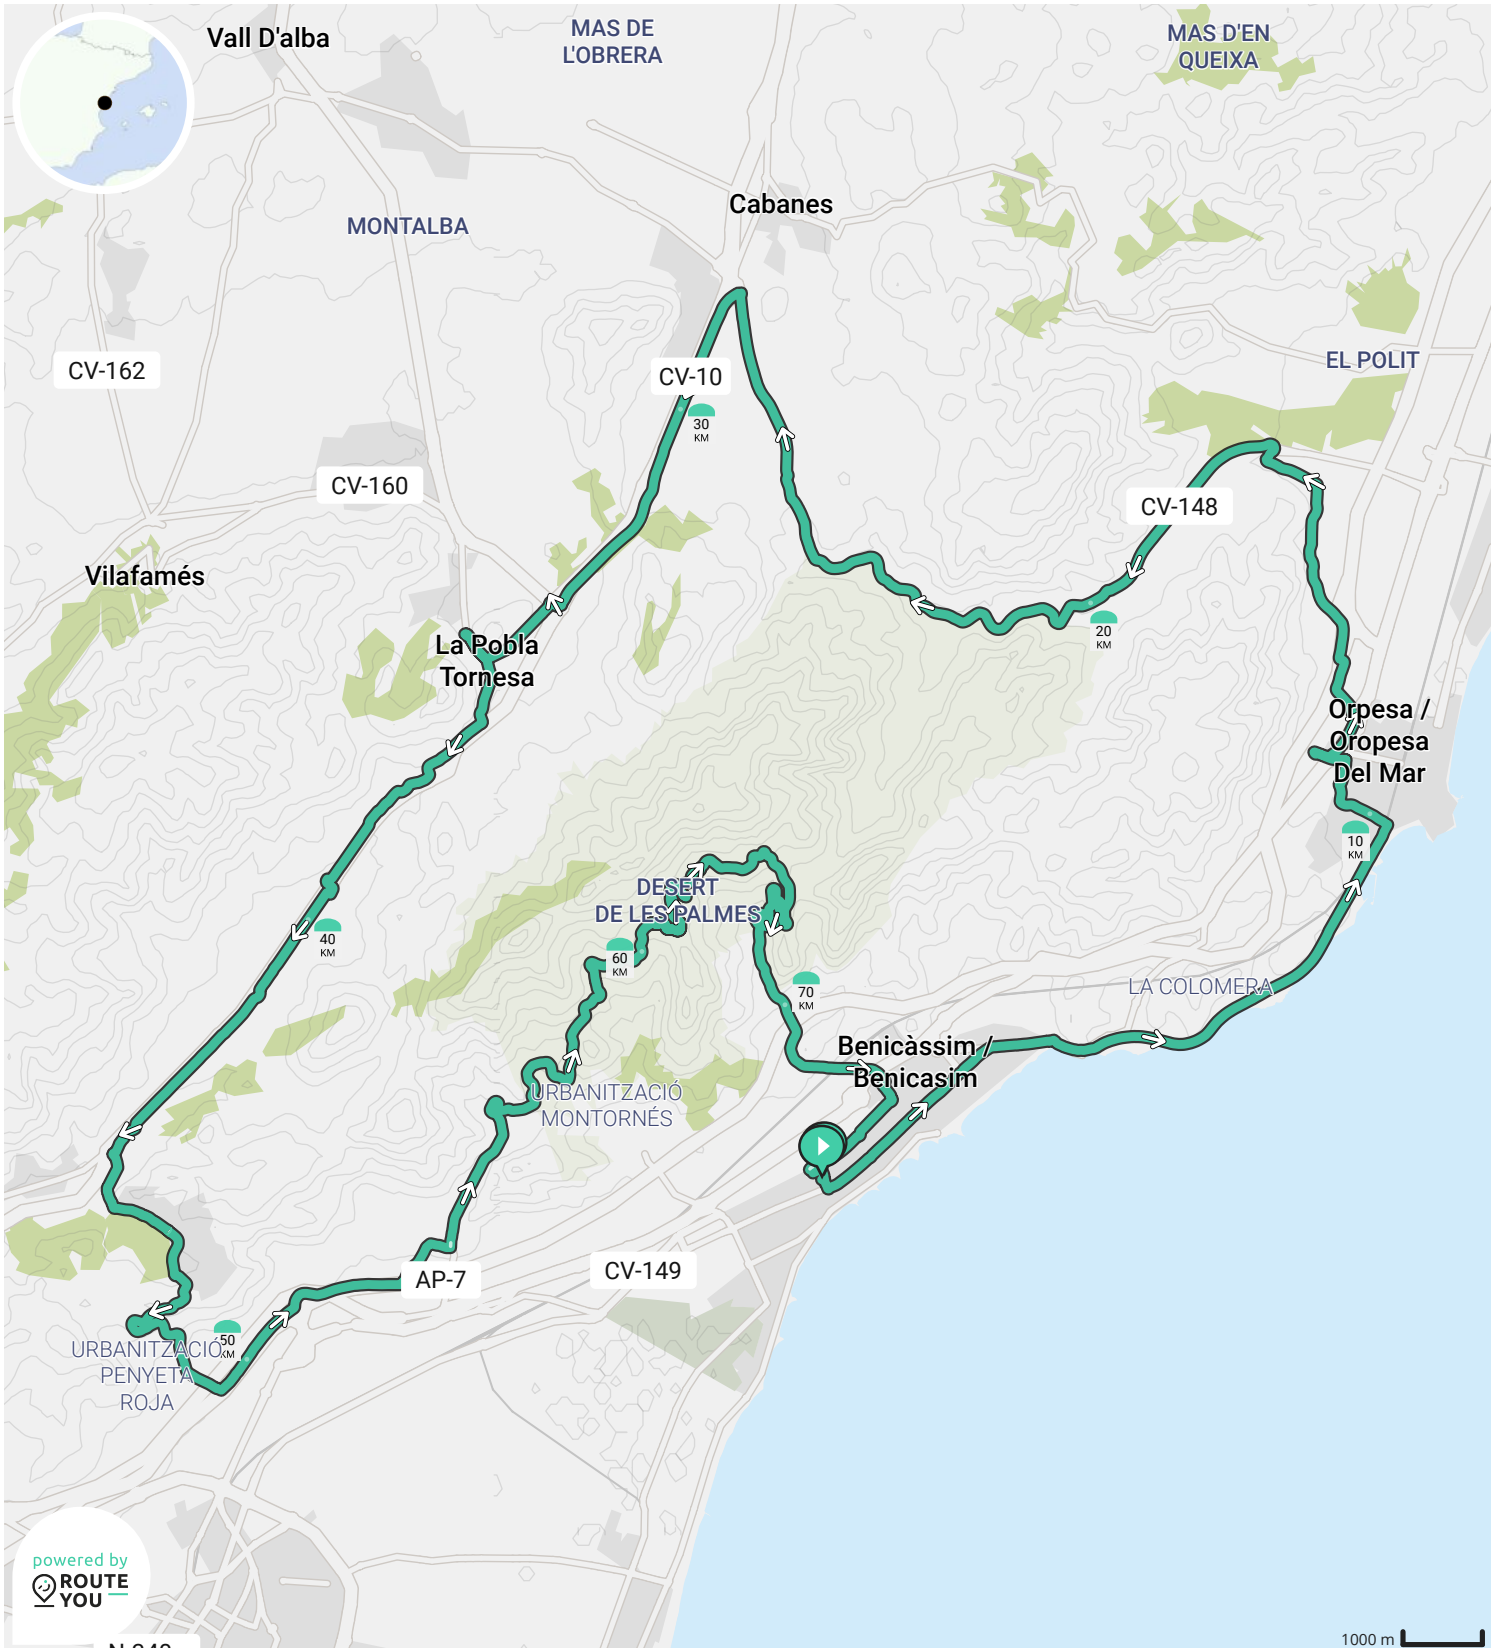 Vall D'alba
MAS DE
L'OBRERA
MAS D'EN
QUEIXA
Cabanes
MONTALBA
CV-162
CV-10
EL POLIT
30
KM
CV-160
CV-148
Vilafamés
La Pobla
Tornesa
20
KM
Orpesa /
Oropesa
Del Mar
10
KM
DESERT
DE LES PALMES
40
KM
60
KM
70
KM
LA COLOMERA
Benicàssim /
Benicasim
URBANITZACIÓ
MONTORNÉS
AP-7
CV-149
50
KM
URBANITZACIÓ
PENYETA
ROJA
powered by
ROUTE
YOU
1000 m